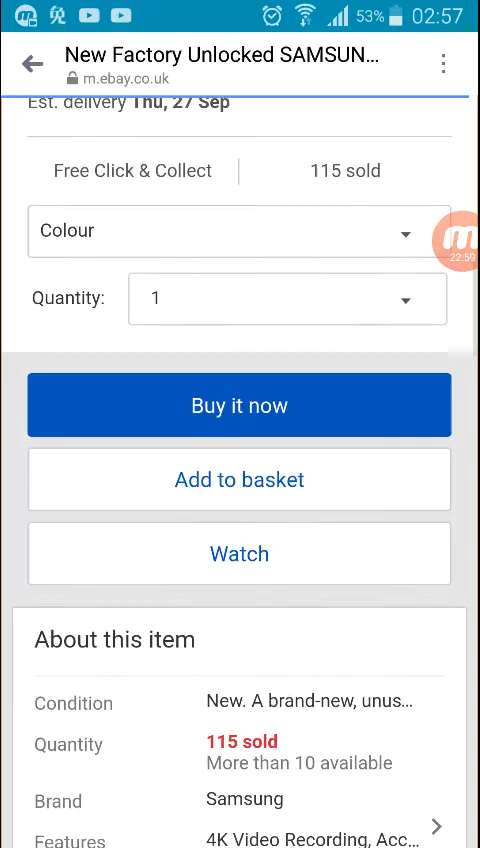 免 53% 02:57
New Factory Unlocked SAMSUN...
m.ebay.co.uk
Est. delivery Thu, 27 Sep
Free Click & Collect 115 sold
Colour
22:59
Quantity: 1
Buy it now
Add to basket
Watch
About this item
Condition New. A brand-new, unus...
Quantity 115 sold
More than 10 available
Brand Samsung
Features 4K Video Recording, Acc...